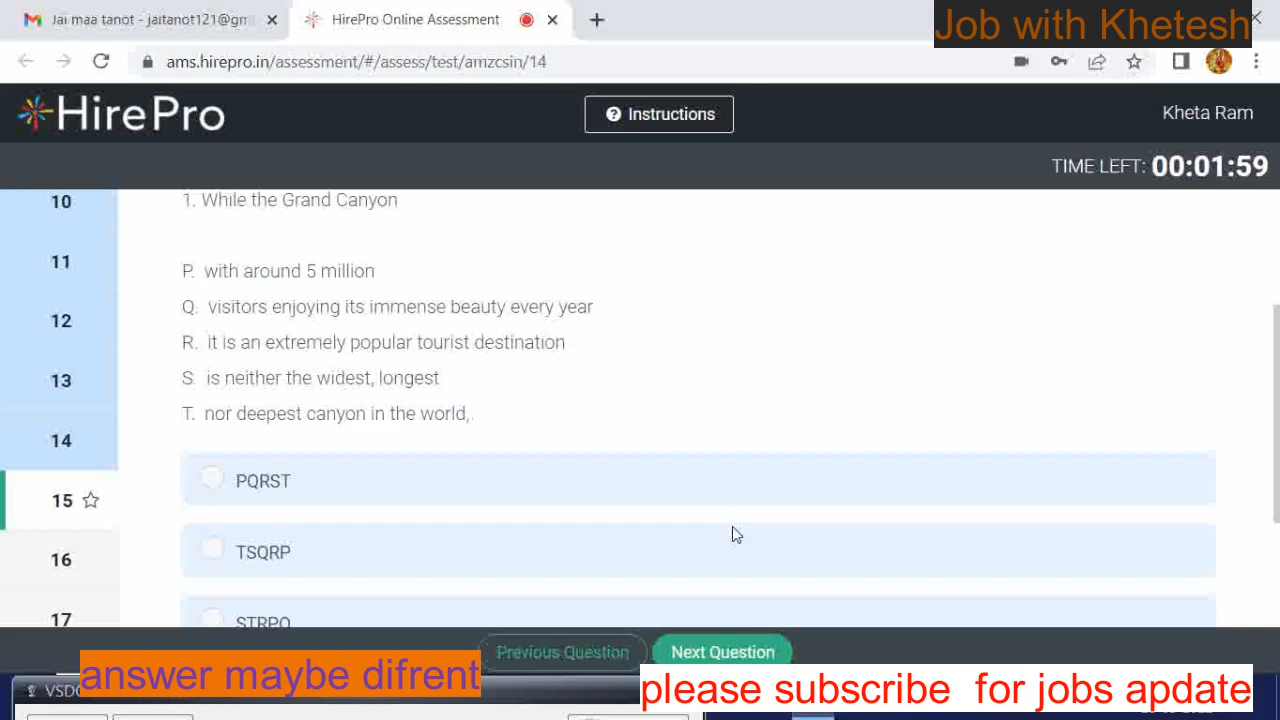 Jai maa tanot - jaitanot121@gm
HirePro Online Assessment
Job with Khetesh
ams.hirepro.in/assessment/#/assess/test/amzcsin/14
HirePro
Instructions
Kheta Ram
TIME LEFT: 00:01:59
10
1. While the Grand Canyon
11
P. with around 5 million
Q. visitors enjoying its immense beauty every year
12
R. it is an extremely popular tourist destination
13
S. is neither the widest, longest
T. nor deepest canyon in the world,
14
PQRST
15
TSQRP
16
17
STRPQ
Previous Question
Next Question
answer maybe difrent
please subscribe for jobs apdate